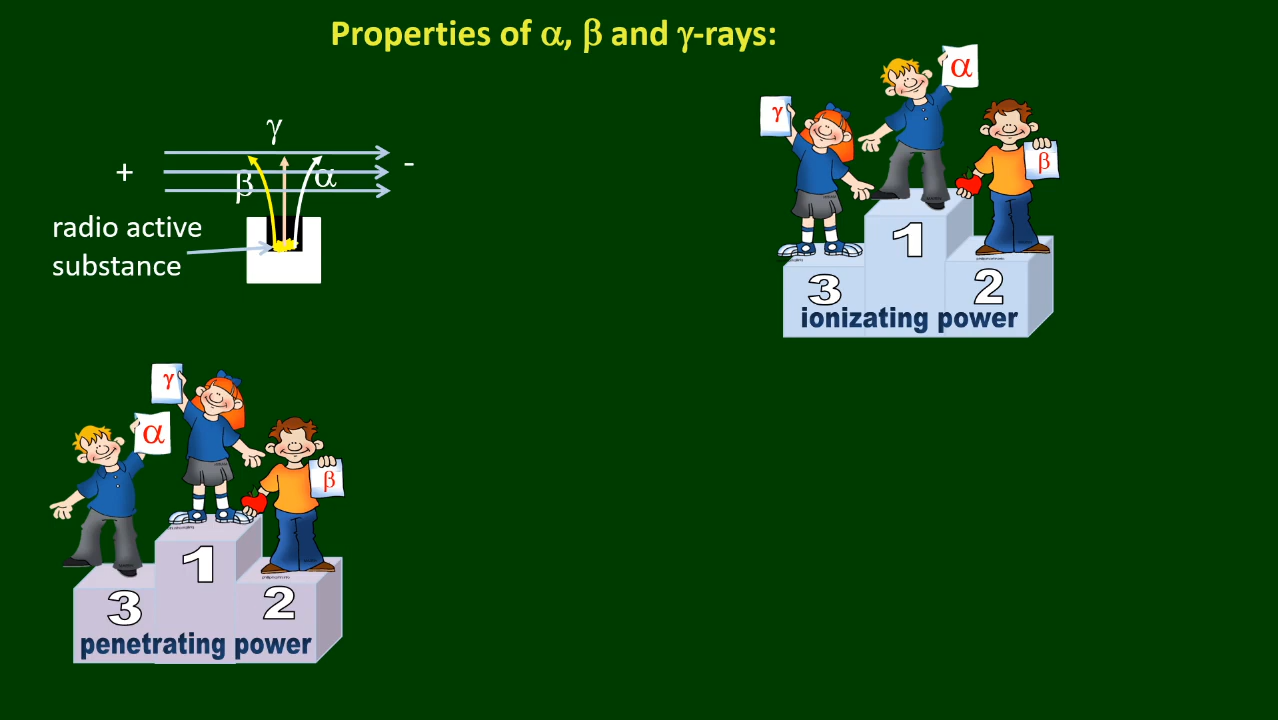 Properties of α, β and γ-rays:
γ
+
-
β
α
radio active
substance
α
γ
β
1
3
2
ionizating power
γ
α
β
1
3
2
penetrating power